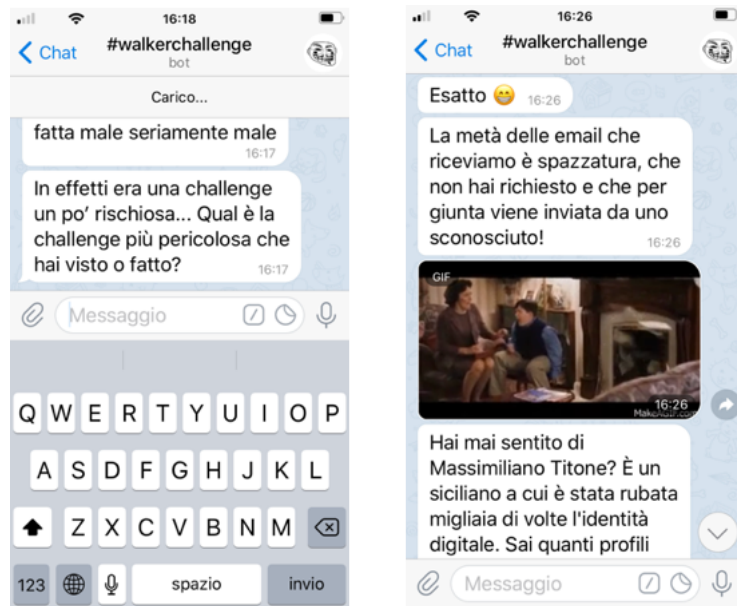 16:18
Chat
#walkerchallenge
bot
Carico...
fatta male seriamente male
16:17
In effetti era una challenge
un po' rischiosa... Qual è la
challenge più pericolosa che
hai visto o fatto?
16:17
Messaggio
Q W E R T Y U I O P
A S D F G H J K L
Z X C V B N M
123
spazio
invio
16:26
Chat
#walkerchallenge
bot
Esatto 😁
16:26
La metà delle email che
riceviamo è spazzatura, che
non hai richiesto e che per
giunta viene inviata da uno
sconosciuto!
16:26
GIF
16:26
Hai mai sentito di
Massimiliano Titone? È un
siciliano a cui è stata rubata
migliaia di volte l'identità
digitale. Sai quanti profili
Messaggio